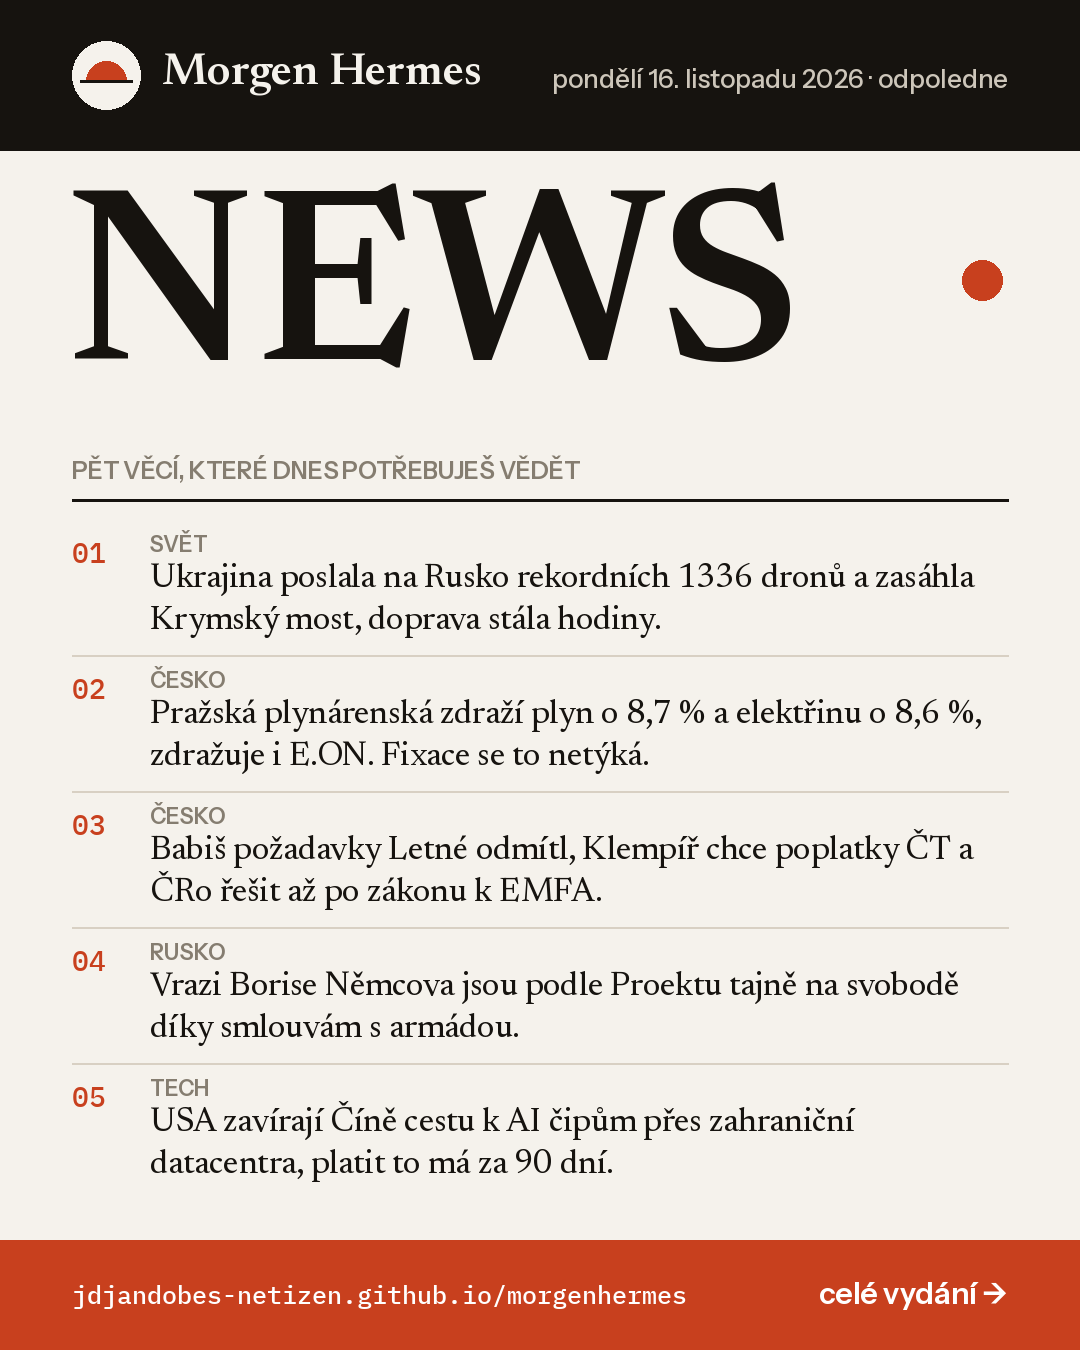 Morgen Hermes
pondělí 16. listopadu 2026 · odpoledne
NEWS
PĚT VĚCÍ, KTERÉ DNES POTŘEBUJEŠ VĚDĚT
01
SVĚT
Ukrajina poslala na Rusko rekordních 1336 dronů a zasáhla
Krymský most, doprava stála hodiny.
02
ČESKO
Pražská plynárenská zdraží plyn o 8,7 % a elektřinu o 8,6 %,
zdražuje i E.ON. Fixace se to netýká.
03
ČESKO
Babiš požadavky Letné odmítl, Klempíř chce poplatky ČT a
ČRo řešit až po zákonu k EMFA.
04
RUSKO
Vrazi Borise Němcova jsou podle Proektu tajně na svobodě
díky smlouvám s armádou.
05
TECH
USA zavírají Číně cestu k AI čipům přes zahraniční
datacentra, platit to má za 90 dní.
jdjandobes-netizen.github.io/morgenhermes
celé vydání →